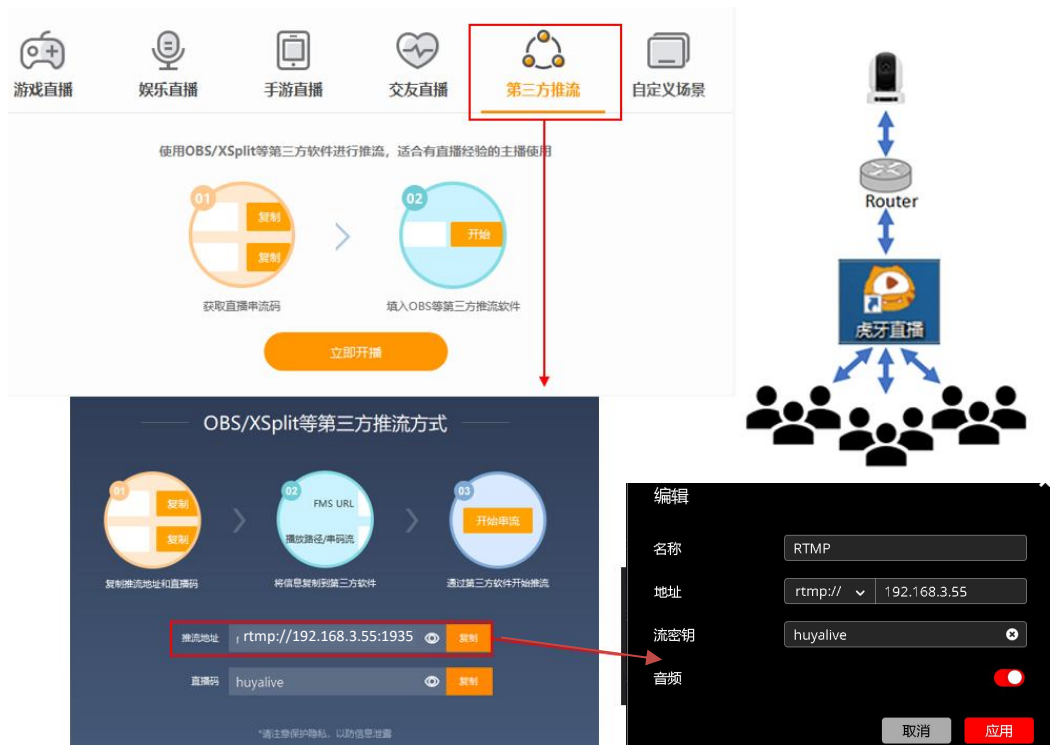 游戏直播
娱乐直播
手游直播
交友直播
第三方推流
自定义场景
使用OBS/XSplit等第三方软件进行推流，适合有直播经验的主播使用
01
复制
复制
02
开始
获取直播串流码
填入OBS等第三方推流软件
立即开播
Router
虎牙直播
OBS/XSplit等第三方推流方式
01
复制
复制
02
FMS URL
播放路径/串码流
03
开始串流
复制推流地址和直播码
将信息复制到第三方软件
通过第三方软件开始推流
推流地址
rtmp://192.168.3.55:1935
复制
直播码
huyalive
复制
*请注意保护隐私，以防信息泄露
编辑
名称
RTMP
地址
rtmp://
192.168.3.55
流密钥
huyalive
音频
取消
应用